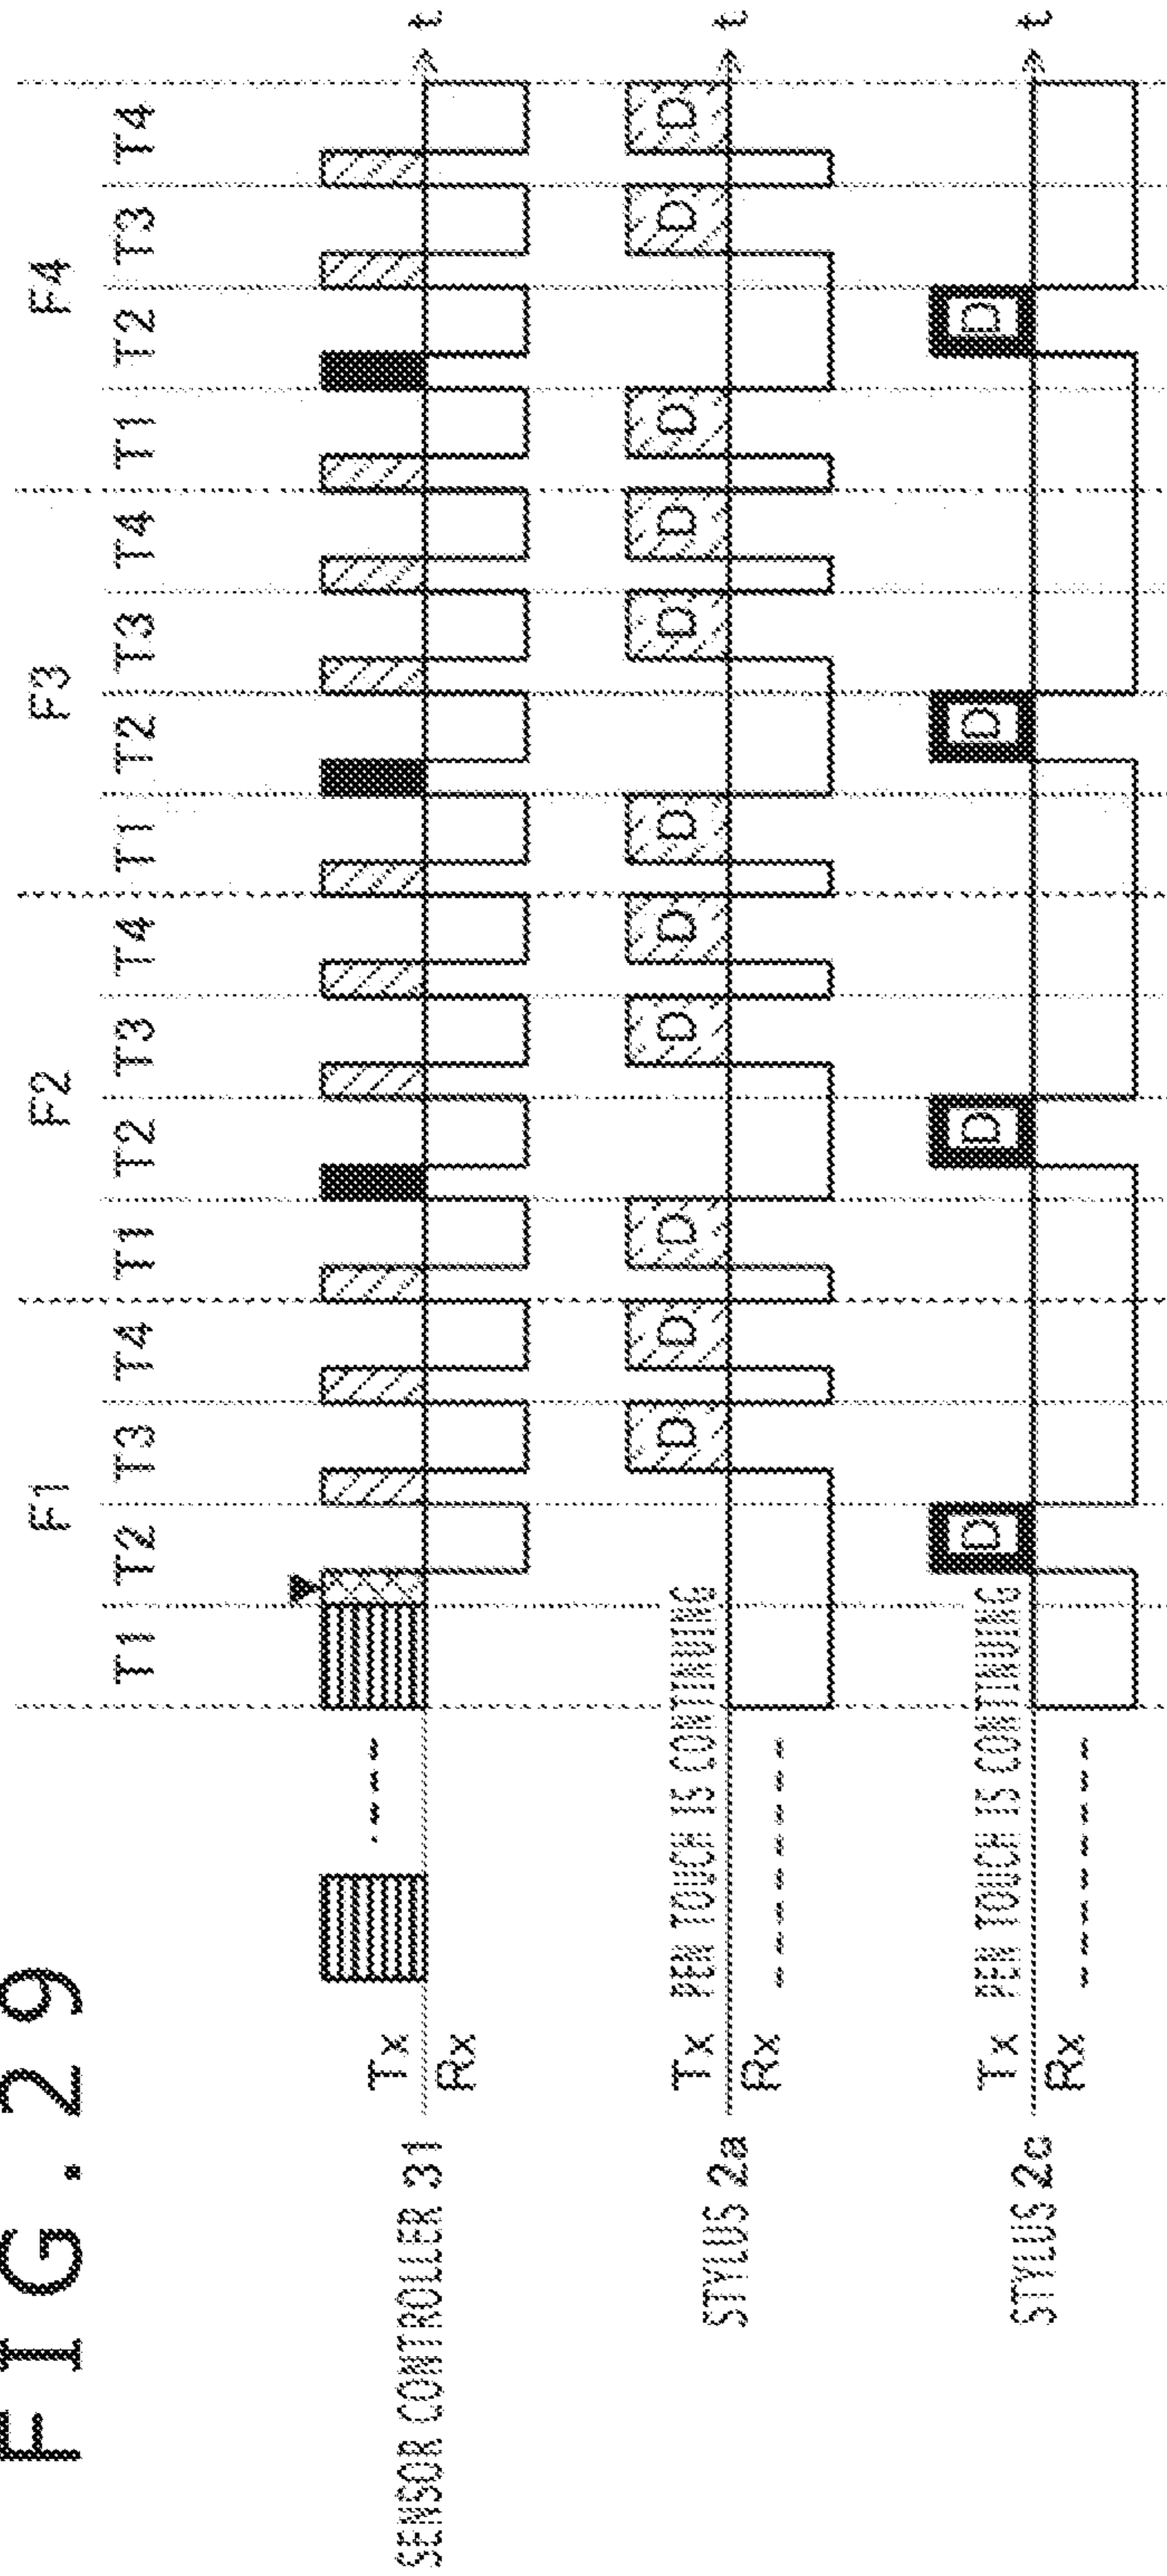 FIG.29
F1 F2 F3 F4
T1 T2 T3 T4 T1 T2 T3 T4 T1 T2 T3 T4 T1 T2 T3 T4
SENSOR CONTROLLER 31
Tx
Rx
t
STYLUS 2a
Tx
Rx
PEN TOUCH IS CONTINUING
D D D D D D D D D D D
t
STYLUS 2c
Tx
Rx
PEN TOUCH IS CONTINUING
D D D D
t